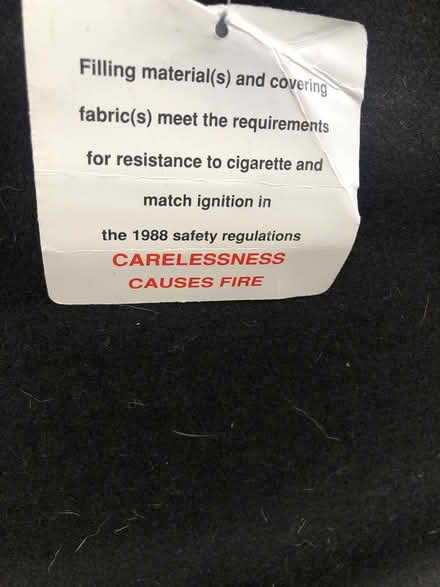 Filling material(s) and covering
fabric(s) meet the requirements
for resistance to cigarette and
match ignition in
the 1988 safety regulations
CARELESSNESS
CAUSES FIRE